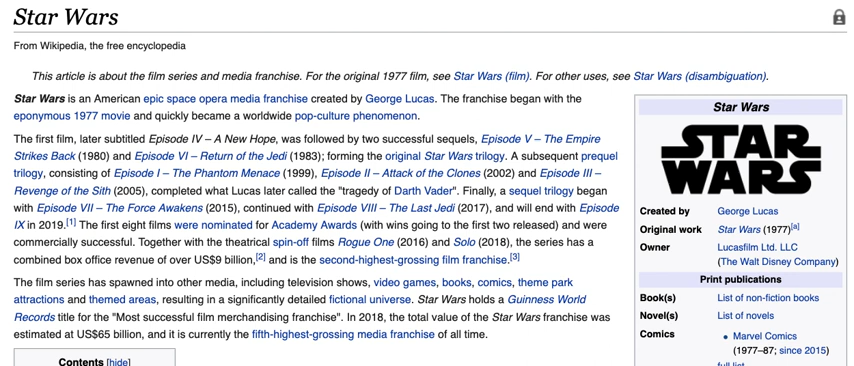 Star Wars
From Wikipedia, the free encyclopedia
This article is about the film series and media franchise. For the original 1977 film, see Star Wars (film). For other uses, see Star Wars (disambiguation).
Star Wars is an American epic space opera media franchise created by George Lucas. The franchise began with the
eponymous 1977 movie and quickly became a worldwide pop-culture phenomenon.
The first film, later subtitled Episode IV – A New Hope, was followed by two successful sequels, Episode V – The Empire
Strikes Back (1980) and Episode VI – Return of the Jedi (1983); forming the original Star Wars trilogy. A subsequent prequel
trilogy, consisting of Episode I – The Phantom Menace (1999), Episode II – Attack of the Clones (2002) and Episode III –
Revenge of the Sith (2005), completed what Lucas later called the "tragedy of Darth Vader". Finally, a sequel trilogy began
with Episode VII – The Force Awakens (2015), continued with Episode VIII – The Last Jedi (2017), and will end with Episode
IX in 2019.[1] The first eight films were nominated for Academy Awards (with wins going to the first two released) and were
commercially successful. Together with the theatrical spin-off films Rogue One (2016) and Solo (2018), the series has a
combined box office revenue of over US$9 billion,[2] and is the second-highest-grossing film franchise.[3]
The film series has spawned into other media, including television shows, video games, books, comics, theme park
attractions and themed areas, resulting in a significantly detailed fictional universe. Star Wars holds a Guinness World
Records title for the "Most successful film merchandising franchise". In 2018, the total value of the Star Wars franchise was
estimated at US$65 billion, and it is currently the fifth-highest-grossing media franchise of all time.
Contents [hide]
Star Wars
STAR
WARS
Created by George Lucas
Original work Star Wars (1977)[a]
Owner Lucasfilm Ltd. LLC
(The Walt Disney Company)
Print publications
Book(s) List of non-fiction books
Novel(s) List of novels
Comics • Marvel Comics
(1977–87; since 2015)
full list